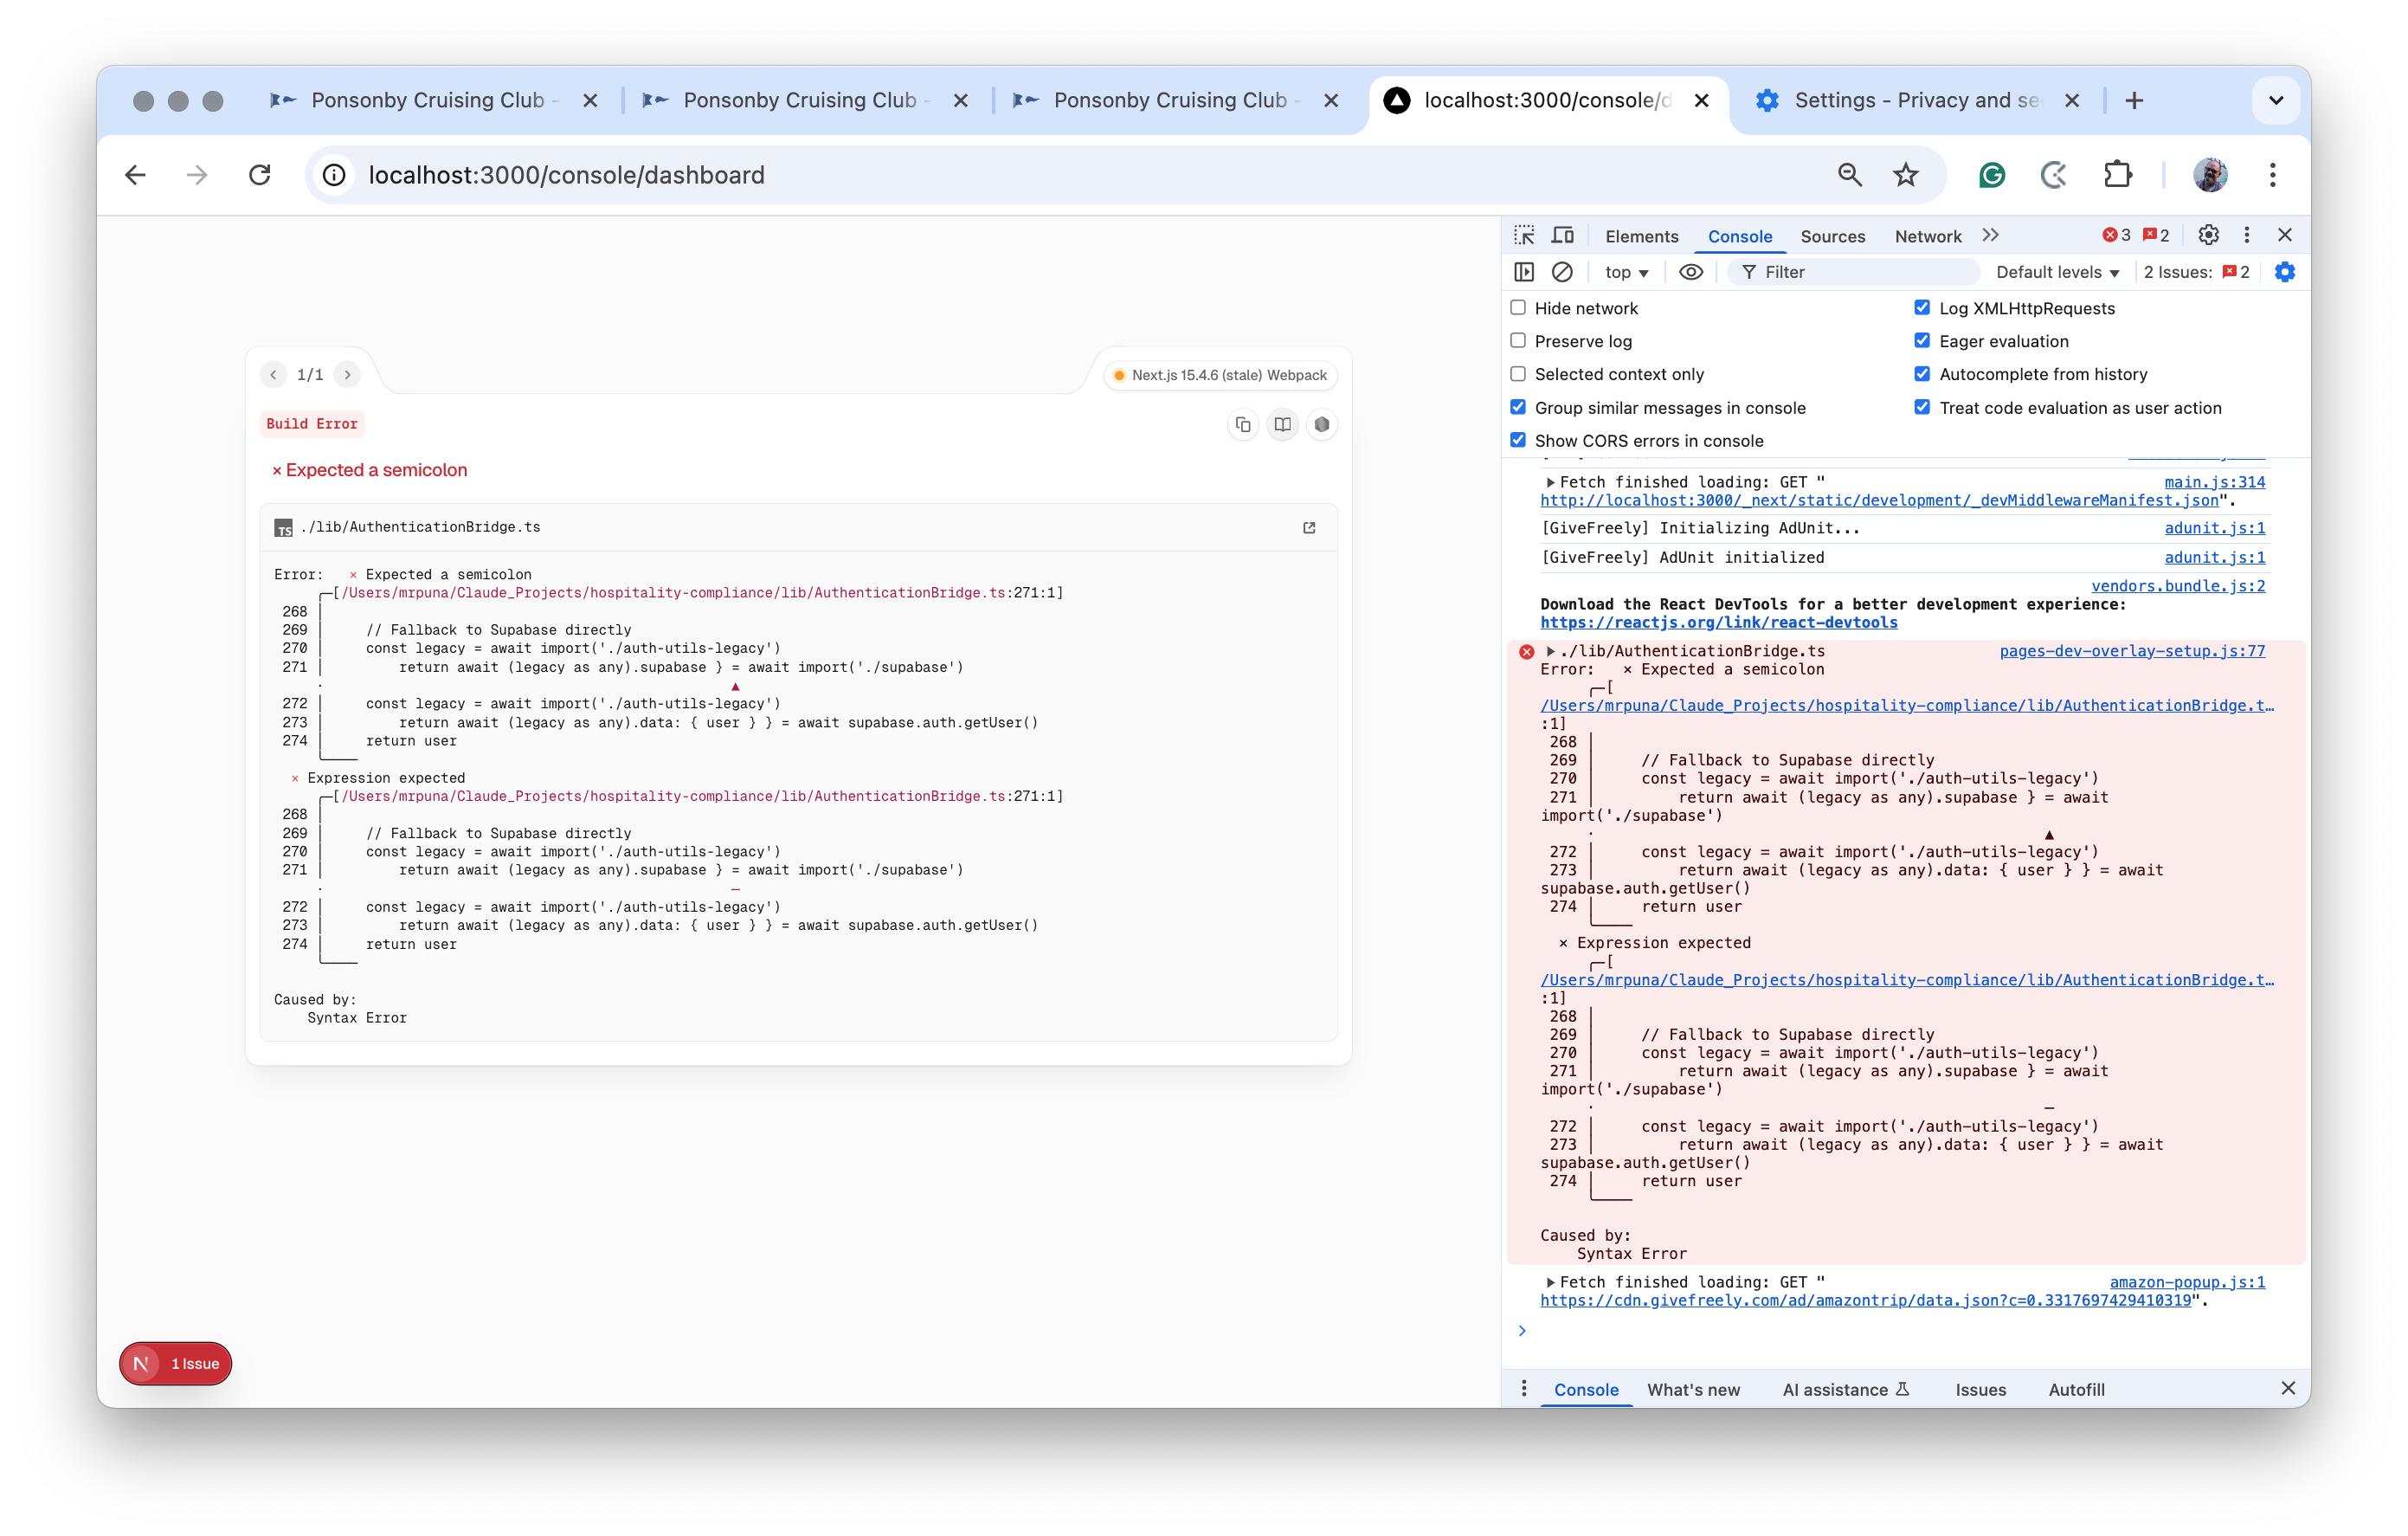 Ponsonby Cruising Club -
Ponsonby Cruising Club -
Ponsonby Cruising Club -
localhost:3000/console/d
Settings - Privacy and se
localhost:3000/console/dashboard
1/1
Next.js 15.4.6 (stale) Webpack
Build Error
× Expected a semicolon
TS ./lib/AuthenticationBridge.ts
Error:   × Expected a semicolon
╭─[/Users/mrpuna/Claude_Projects/hospitality-compliance/lib/AuthenticationBridge.ts:271:1]
268 │
269 │     // Fallback to Supabase directly
270 │     const legacy = await import('./auth-utils-legacy')
271 │         return await (legacy as any).supabase } = await import('./supabase')
·     ▲
272 │     const legacy = await import('./auth-utils-legacy')
273 │         return await (legacy as any).data: { user } } = await supabase.auth.getUser()
274 │     return user
╰────
× Expression expected
╭─[/Users/mrpuna/Claude_Projects/hospitality-compliance/lib/AuthenticationBridge.ts:271:1]
268 │
269 │     // Fallback to Supabase directly
270 │     const legacy = await import('./auth-utils-legacy')
271 │         return await (legacy as any).supabase } = await import('./supabase')
·     ─
272 │     const legacy = await import('./auth-utils-legacy')
273 │         return await (legacy as any).data: { user } } = await supabase.auth.getUser()
274 │     return user
╰────
Caused by:
Syntax Error
N 1 Issue
Elements Console Sources Network 3 2
top Filter Default levels 2 Issues: 2
Hide network
Log XMLHttpRequests
Preserve log
Eager evaluation
Selected context only
Autocomplete from history
Group similar messages in console
Treat code evaluation as user action
Show CORS errors in console
Fetch finished loading: GET " main.js:314
http://localhost:3000/_next/static/development/_devMiddlewareManifest.json".
[GiveFreely] Initializing AdUnit... adunit.js:1
[GiveFreely] AdUnit initialized adunit.js:1
vendors.bundle.js:2
Download the React DevTools for a better development experience:
https://reactjs.org/link/react-devtools
./lib/AuthenticationBridge.ts pages-dev-overlay-setup.js:77
Error:   × Expected a semicolon
╭─[
/Users/mrpuna/Claude_Projects/hospitality-compliance/lib/AuthenticationBridge.t…
:1]
268 │
269 │     // Fallback to Supabase directly
270 │     const legacy = await import('./auth-utils-legacy')
271 │         return await (legacy as any).supabase } = await
import('./supabase')
·     ▲
272 │     const legacy = await import('./auth-utils-legacy')
273 │         return await (legacy as any).data: { user } } = await
supabase.auth.getUser()
274 │     return user
╰────
× Expression expected
╭─[
/Users/mrpuna/Claude_Projects/hospitality-compliance/lib/AuthenticationBridge.t…
:1]
268 │
269 │     // Fallback to Supabase directly
270 │     const legacy = await import('./auth-utils-legacy')
271 │         return await (legacy as any).supabase } = await
import('./supabase')
·     ─
272 │     const legacy = await import('./auth-utils-legacy')
273 │         return await (legacy as any).data: { user } } = await
supabase.auth.getUser()
274 │     return user
╰────
Caused by:
Syntax Error
Fetch finished loading: GET " amazon-popup.js:1
https://cdn.givefreely.com/ad/amazontrip/data.json?c=0.3317697429410319".
Console What's new AI assistance Issues Autofill